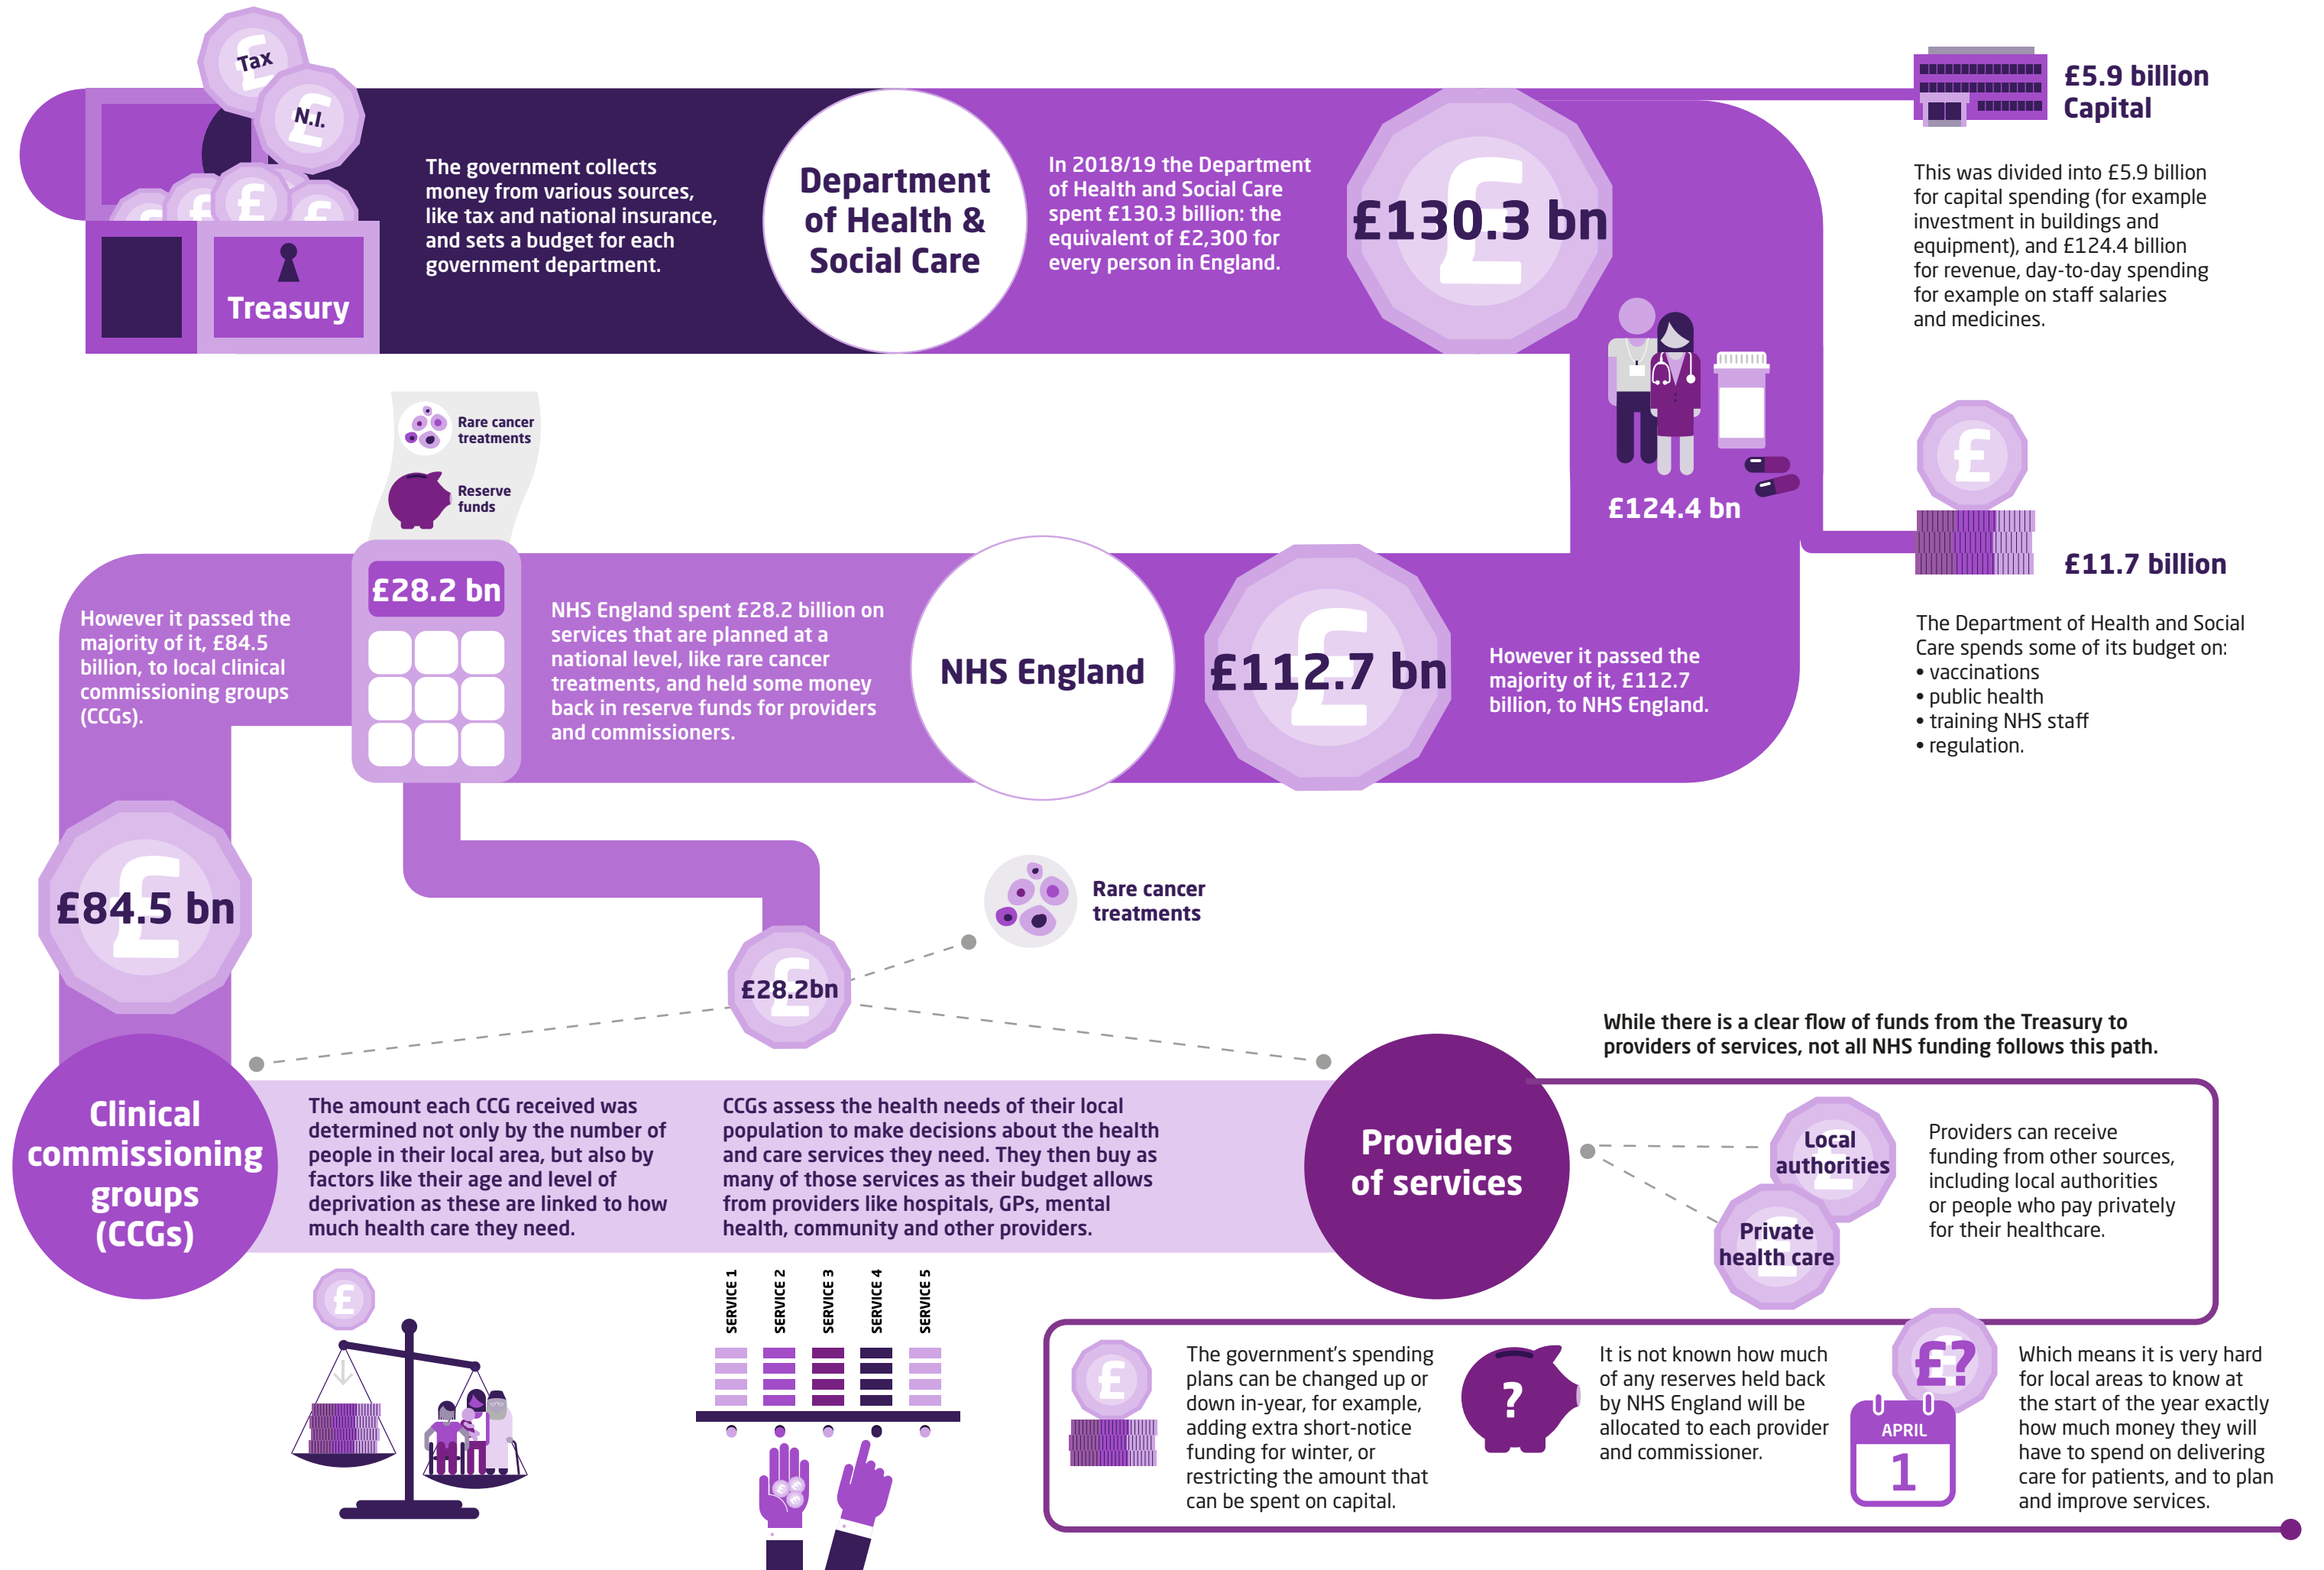 Tax
N.I.
Treasury
The government collects
money from various sources,
like tax and national insurance,
and sets a budget for each
government department.
Department
of Health &
Social Care
In 2018/19 the Department
of Health and Social Care
spent £130.3 billion: the
equivalent of £2,300 for
every person in England.
£130.3 bn
£5.9 billion
Capital
This was divided into £5.9 billion
for capital spending (for example
investment in buildings and
equipment), and £124.4 billion
for revenue, day-to-day spending
for example on staff salaries
and medicines.
£124.4 bn
£11.7 billion
The Department of Health and Social
Care spends some of its budget on:
• vaccinations
• public health
• training NHS staff
• regulation.
However it passed the
majority of it, £112.7
billion, to NHS England.
£112.7 bn
NHS England
NHS England spent £28.2 billion on
services that are planned at a
national level, like rare cancer
treatments, and held some money
back in reserve funds for providers
and commissioners.
Rare cancer
treatments
Reserve
funds
£28.2 bn
However it passed the
majority of it, £84.5
billion, to local clinical
commissioning groups
(CCGs).
£84.5 bn
£28.2bn
Rare cancer
treatments
Clinical
commissioning
groups
(CCGs)
The amount each CCG received was
determined not only by the number of
people in their local area, but also by
factors like their age and level of
deprivation as these are linked to how
much health care they need.
CCGs assess the health needs of their local
population to make decisions about the health
and care services they need. They then buy as
many of those services as their budget allows
from providers like hospitals, GPs, mental
health, community and other providers.
SERVICE 1
SERVICE 2
SERVICE 3
SERVICE 4
SERVICE 5
Providers
of services
While there is a clear flow of funds from the Treasury to
providers of services, not all NHS funding follows this path.
Local
authorities
Private
health care
Providers can receive
funding from other sources,
including local authorities
or people who pay privately
for their healthcare.
The government's spending
plans can be changed up or
down in-year, for example,
adding extra short-notice
funding for winter, or
restricting the amount that
can be spent on capital.
?
It is not known how much
of any reserves held back
by NHS England will be
allocated to each provider
and commissioner.
£?
APRIL
1
Which means it is very hard
for local areas to know at
the start of the year exactly
how much money they will
have to spend on delivering
care for patients, and to plan
and improve services.